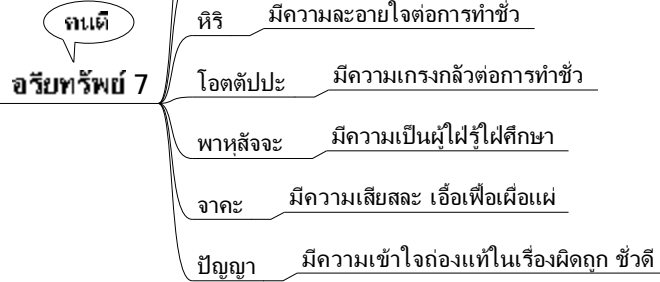 คนดี
อริยทรัพย์ 7
หิริ มีความละอายใจต่อการทำชั่ว
โอตตัปปะ มีความเกรงกลัวต่อการทำชั่ว
พาหุสัจจะ มีความเป็นผู้ใฝ่รู้ใฝ่ศึกษา
จาคะ มีความเสียสละ เอื้อเฟื้อเผื่อแผ่
ปัญญา มีความเข้าใจถ่องแท้ในเรื่องผิดถูก ชั่วดี